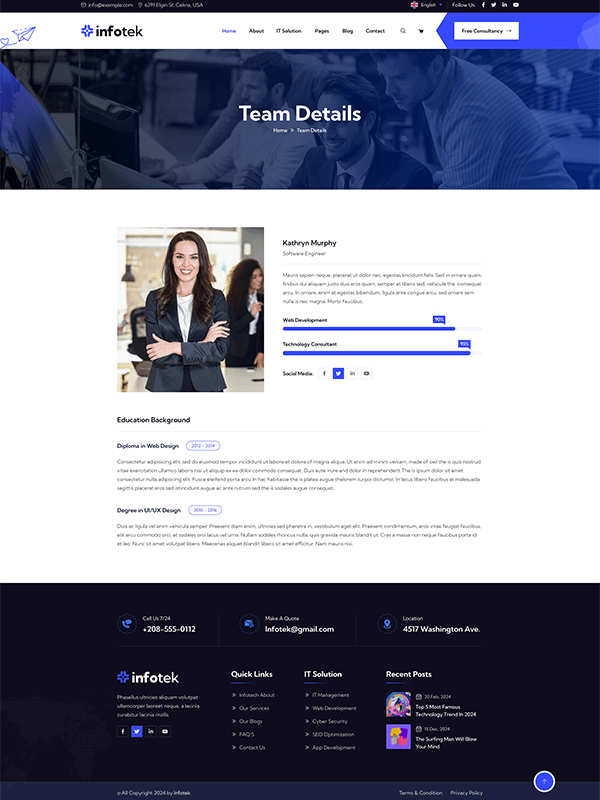 info@example.com 6391 Elgin St. Celina, USA English Follow Us:
infotek Home About IT Solution Pages Blog Contact Free Consultancy
Team Details
Home Team Details
Kathryn Murphy
Software Engineer
Mauris sapien neque, placerat ut dolor nec, egestas tincidunt felis. Sed in ornare quam,
finibus dui aliquam justo duis eros quam, semper at libero sed, vehicula the consequat
arcu. In ornare, enim at egestas bibendum, ligula ante congue arcu, sed ornare sem
nulla is nec magna. Morbi faucibus.
Web Development 90%
Technology Consultant 95%
Social Media:
Education Background
Diploma in Web Design 2012 - 2014
Consectetur adipisicing elit, sed do eiusmod tempor incididunt ut labore et dolore of magna aliqua. Ut enim ad minim veniam, made of owl the is quis nostrud
vitae exercitation ullamco laboris nisi ut aliquip ex ea dolor commodo consequat. Duis aute irure and dolor in reprehenderit The is ipsum dolor sit amet
consectetur nulla adipiscing elit. Fusce eleifend porta arcu In hac habitasse the is platea augue thelorem turpoi dictumst. In lacus libero faucibus at malesuada
sagittis placerat eros sed istincidunt augue ac ante rutrum sed the is sodales augue consequat.
Degree in UI/UX Design 2015 - 2016
Duis ac ligula vel enim vehicula semper. Praesent diam enim, ultricies sed pharetra in, vestibulum eget elit. Praesent condimentum, eros vitae feugiat faucibus,
elit arcu commodo orci, et sodales orci lacus vel urna. Nullam sodales rhoncus nulla, quis gravida mauris blandit ut. Cras a massa non neque faucibus porta id
et leo. Nunc sit amet volutpat libero. Maecenas aliquet blandit libero sit amet efficitur. Nam mauris nisi,
Call Us 7/24 Make A Quote Location
+208-555-0112 Infotek@gmail.com 4517 Washington Ave.
infotek Quick Links IT Solution Recent Posts
Phasellus ultricies aliquam volutpat
ullamcorper laoreet neque, a lacinia
curabitur lacinia mollis
Infotech About
Our Services
Our Blogs
FAQ'S
Contact Us
IT Management
Web Development
Cyber Security
SEO Optimization
App Development
20 Feb, 2024
Top 5 Most Famous
Technology Trend In 2024
15 Dec, 2024
The Surfing Man Will Blow
Your Mind
© All Copyright 2024 by Infotek Terms & Condition Privacy Policy